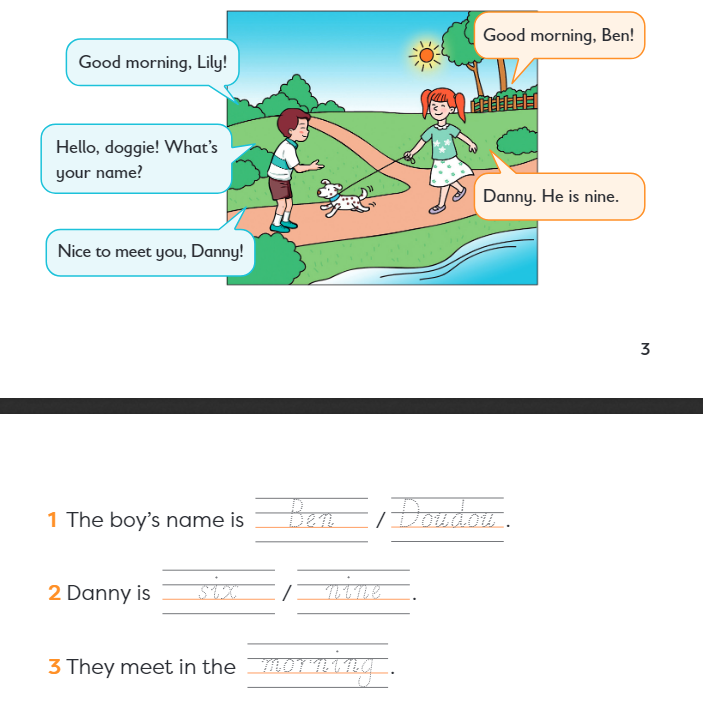 Good morning, Ben!
Good morning, Lily!
Hello, doggie! What's
your name?
Danny. He is nine.
Nice to meet you, Danny!
3
1 The boy's name is Ben / Doudou.
2 Danny is six / nine.
3 They meet in the morning.